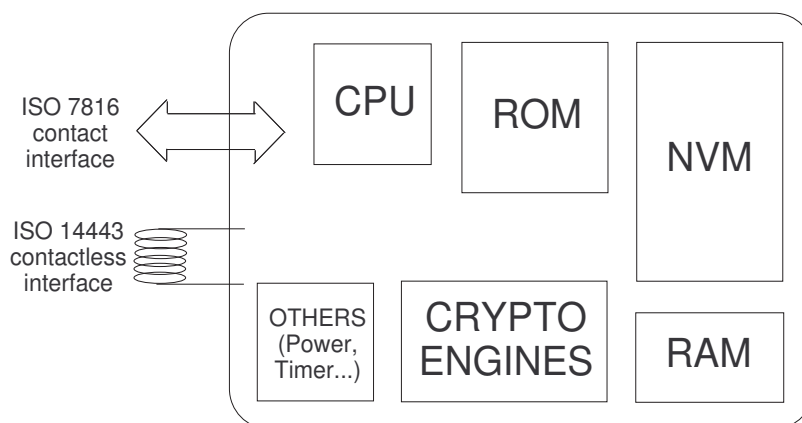 ISO 7816
contact
interface
ISO 14443
contactless
interface
CPU
ROM
NVM
OTHERS
(Power,
Timer...)
CRYPTO
ENGINES
RAM